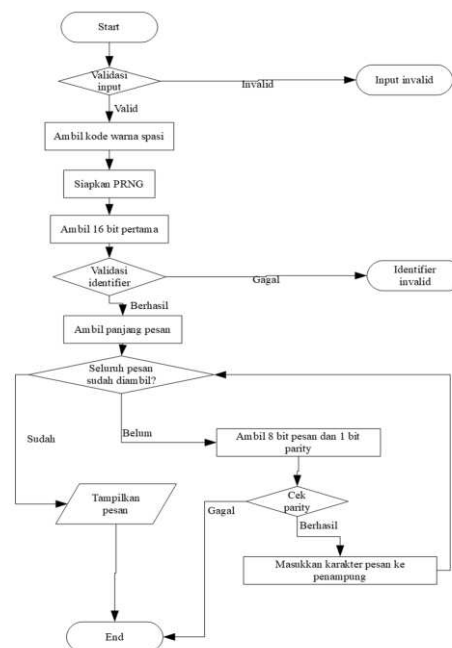 Start
Validasi
input
Invalid
Input invalid
Valid
Ambil kode warna spasi
Siapkan PRNG
Ambil 16 bit pertama
Validasi
identifier
Gagal
Identifier
invalid
Berhasil
Ambil panjang pesan
Seluruh pesan
sudah diambil?
Sudah
Belum
Ambil 8 bit pesan dan 1 bit
parity
Tampilkan
pesan
Cek
parity
Gagal
Berhasil
Masukkan karakter pesan ke
penampung
End